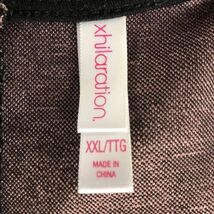 xhilaration.
XXL/TTG
MADE IN
CHINA